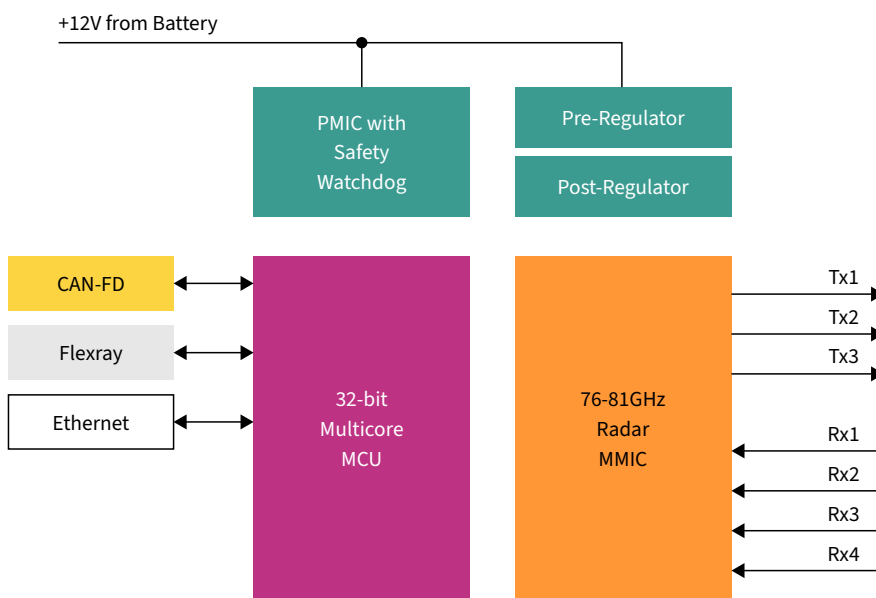 +12V from Battery
PMIC with
Safety
Watchdog
Pre-Regulator
Post-Regulator
CAN-FD
Flexray
Ethernet
32-bit
Multicore
MCU
76-81GHz
Radar
MMIC
Tx1
Tx2
Tx3
Rx1
Rx2
Rx3
Rx4